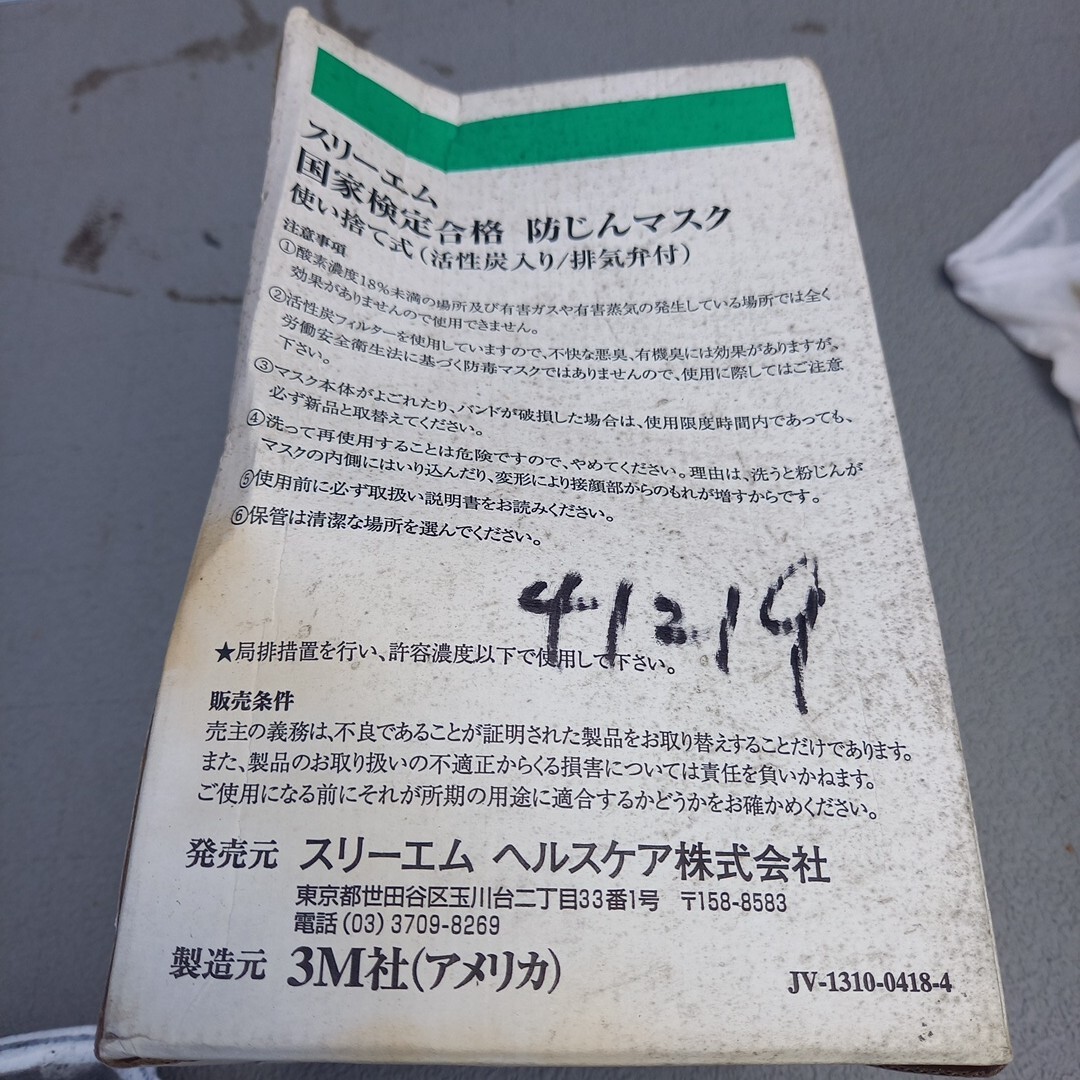 スリーエム
国家検定合格 防じんマスク
使い捨て式(活性炭入り/排気弁付)
注意事項
①酸素濃度18%未満の場所及び有害ガスや有害蒸気の発生している場所では全く
効果がありませんので使用できません。
②活性炭フィルターを使用していますので、不快な悪臭、有機臭には効果がありますが、
労働安全衛生法に基づく防毒マスクではありませんので、使用に際してはご注意
下さい。
③マスク本体がよごれたり、バンドが破損した場合は、使用限度時間内であっても、
必ず新品と取替えてください。
④洗って再使用することは危険ですので、やめてください。理由は、洗うと粉じんが
マスクの内側にはいり込んだり、変形により接顔部からのもれが増すからです。
⑤使用前に必ず取扱い説明書をお読みください。
⑥保管は清潔な場所を選んでください。
★局排措置を行い、許容濃度以下で使用して下さい。
販売条件
売主の義務は、不良であることが証明された製品をお取り替えすることだけであります。
また、製品のお取り扱いの不適正からくる損害については責任を負いかねます。
ご使用になる前にそれが所期の用途に適合するかどうかをお確かめください。
発売元 スリーエム ヘルスケア株式会社
東京都世田谷区玉川台二丁目33番1号 〒158-8583
電話(03)3709-8269
製造元 3M社(アメリカ)
JV-1310-0418-4